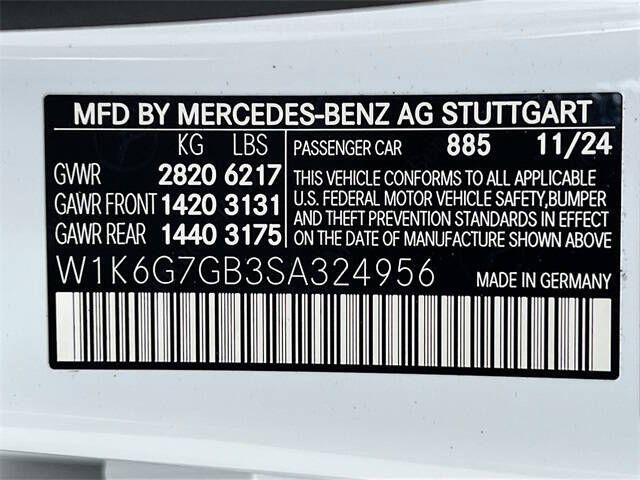 MFD BY MERCEDES-BENZ AG STUTTGART
KG LBS PASSENGER CAR 885 11/24
GVWR 2820 6217
GAWR FRONT 1420 3131
GAWR REAR 1440 3175
THIS VEHICLE CONFORMS TO ALL APPLICABLE
U.S. FEDERAL MOTOR VEHICLE SAFETY,BUMPER
AND THEFT PREVENTION STANDARDS IN EFFECT
ON THE DATE OF MANUFACTURE SHOWN ABOVE
W1K6G7GB3SA324956 MADE IN GERMANY